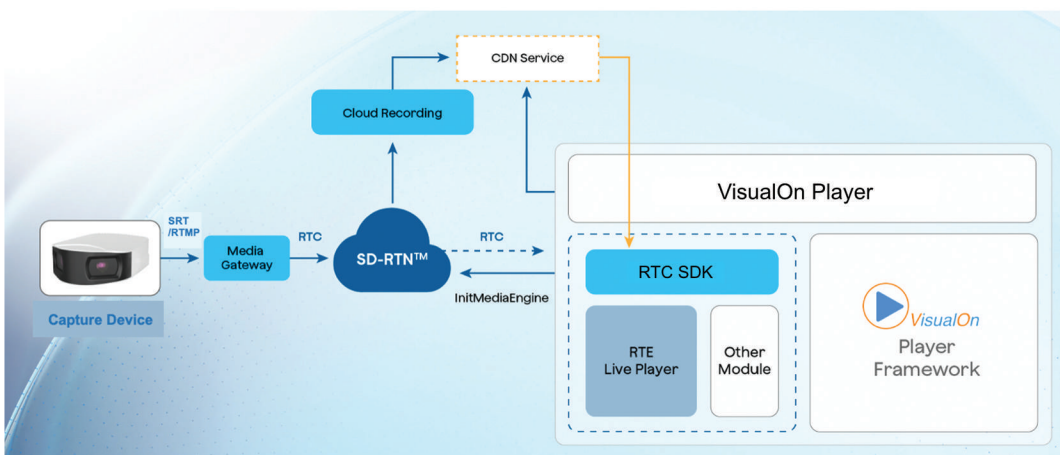 CDN Service
Cloud Recording
VisualOn Player
SRT
/RTMP
Media
Gateway
RTC
SD-RTN™
RTC
InitMediaEngine
Capture Device
RTC SDK
RTE
Live Player
Other
Module
VisualOn
Player
Framework